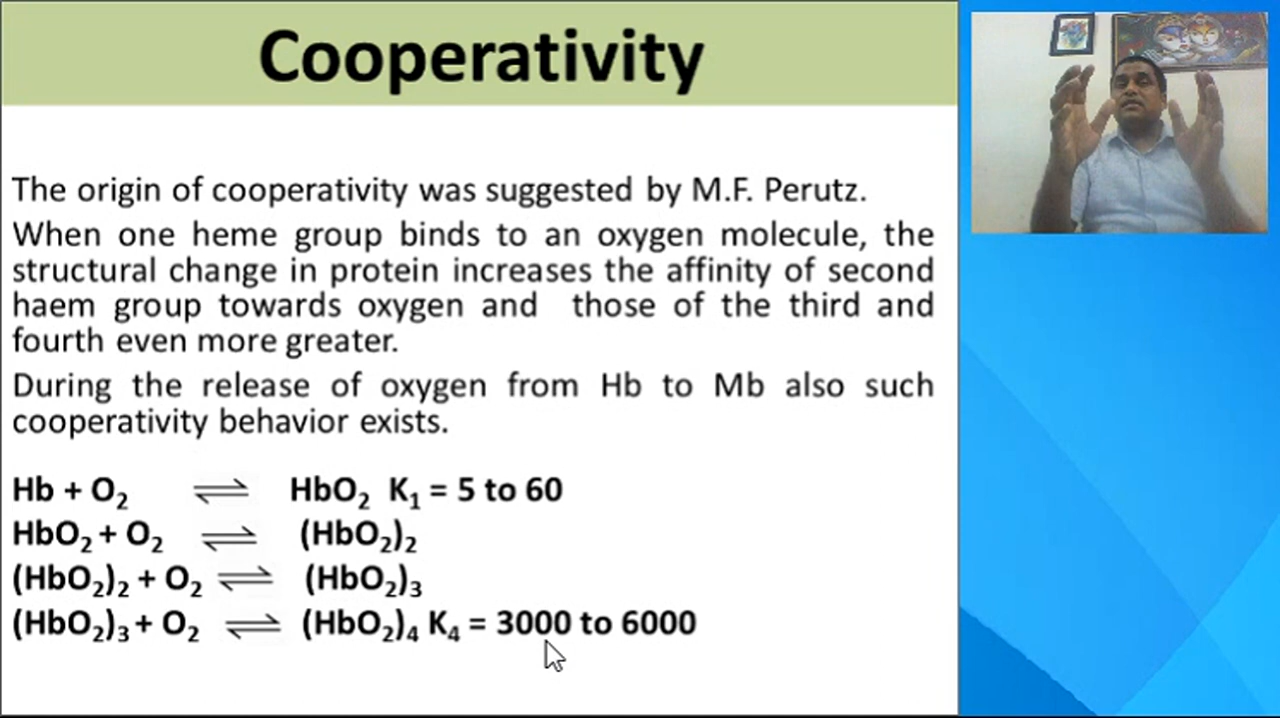 Cooperativity
The origin of cooperativity was suggested by M.F. Perutz.
When one heme group binds to an oxygen molecule, the
structural change in protein increases the affinity of second
haem group towards oxygen and those of the third and
fourth even more greater.
During the release of oxygen from Hb to Mb also such
cooperativity behavior exists.
Hb + O₂ ⇌ HbO₂ K₁ = 5 to 60
HbO₂ + O₂ ⇌ (HbO₂)₂
(HbO₂)₂ + O₂ ⇌ (HbO₂)₃
(HbO₂)₃ + O₂ ⇌ (HbO₂)₄ K₄ = 3000 to 6000